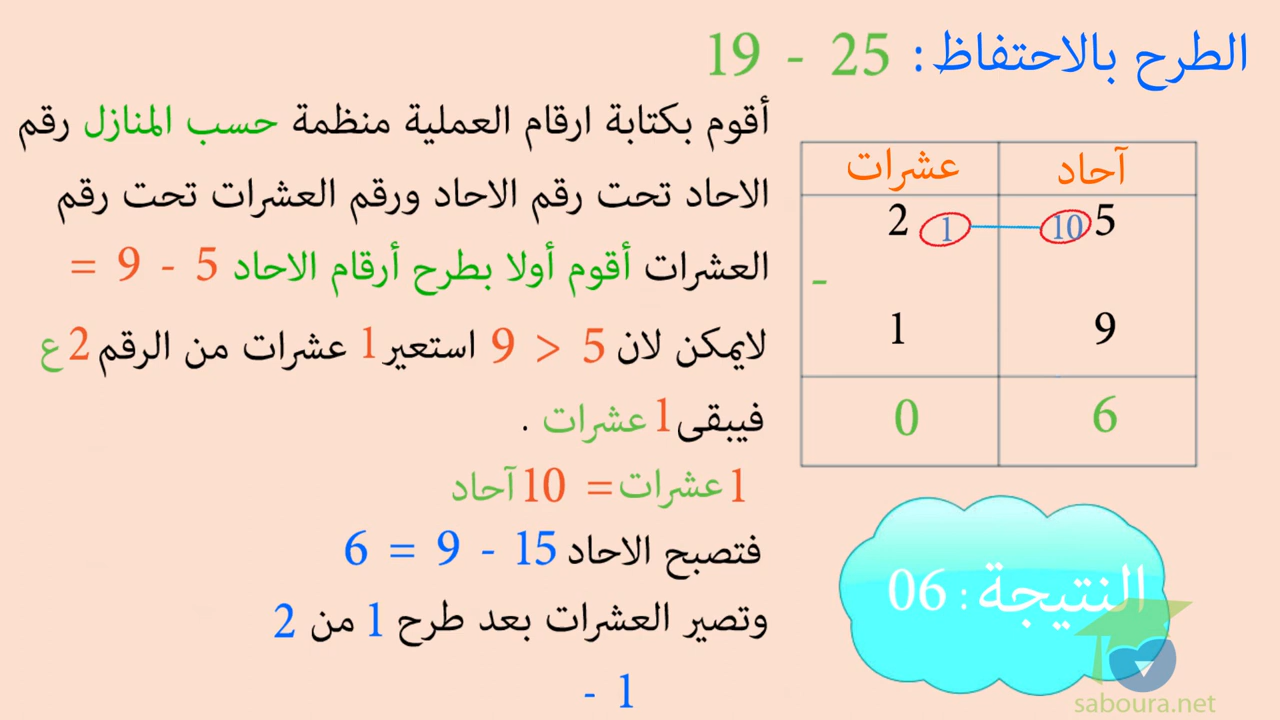 الطرح بالاحتفاظ: 25 - 19
أقوم بكتابة ارقام العملية منظمة حسب المنازل رقم
الاحاد تحت رقم الاحاد ورقم العشرات تحت رقم
العشرات أقوم أولا بطرح أرقام الاحاد 5 - 9 =
لايمكن لان 5 > 9 استعير 1 عشرات من الرقم 2 ع
فيبقى 1 عشرات .
1 عشرات = 10 آحاد
فتصبح الاحاد 15 - 9 = 6
وتصير العشرات بعد طرح 1 من 2
1 -
آحاد عشرات
5 10 1 2
-
9 1
6 0
النتيجة : 06
saboura.net